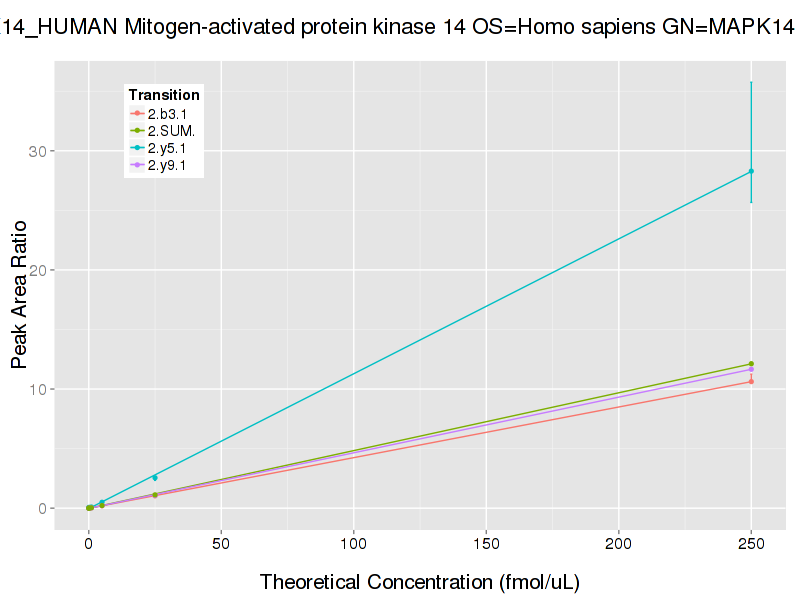 14_HUMAN Mitogen-activated protein kinase 14 OS=Homo sapiens GN=MAPK14
Transition
2.b3.1
2.SUM.
2.y5.1
2.y9.1
30
20
10
0
Peak Area Ratio
0 50 100 150 200 250
Theoretical Concentration (fmol/uL)